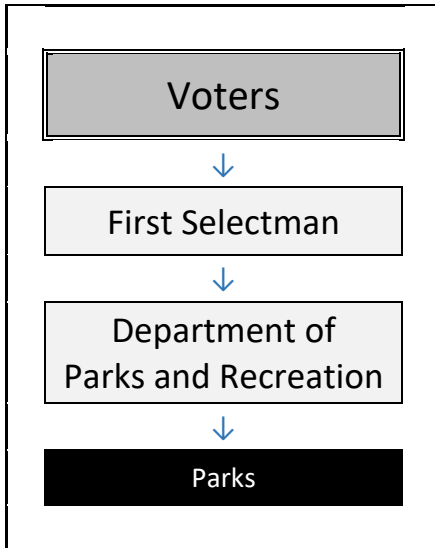 Voters
First Selectman
Department of
Parks and Recreation
Parks